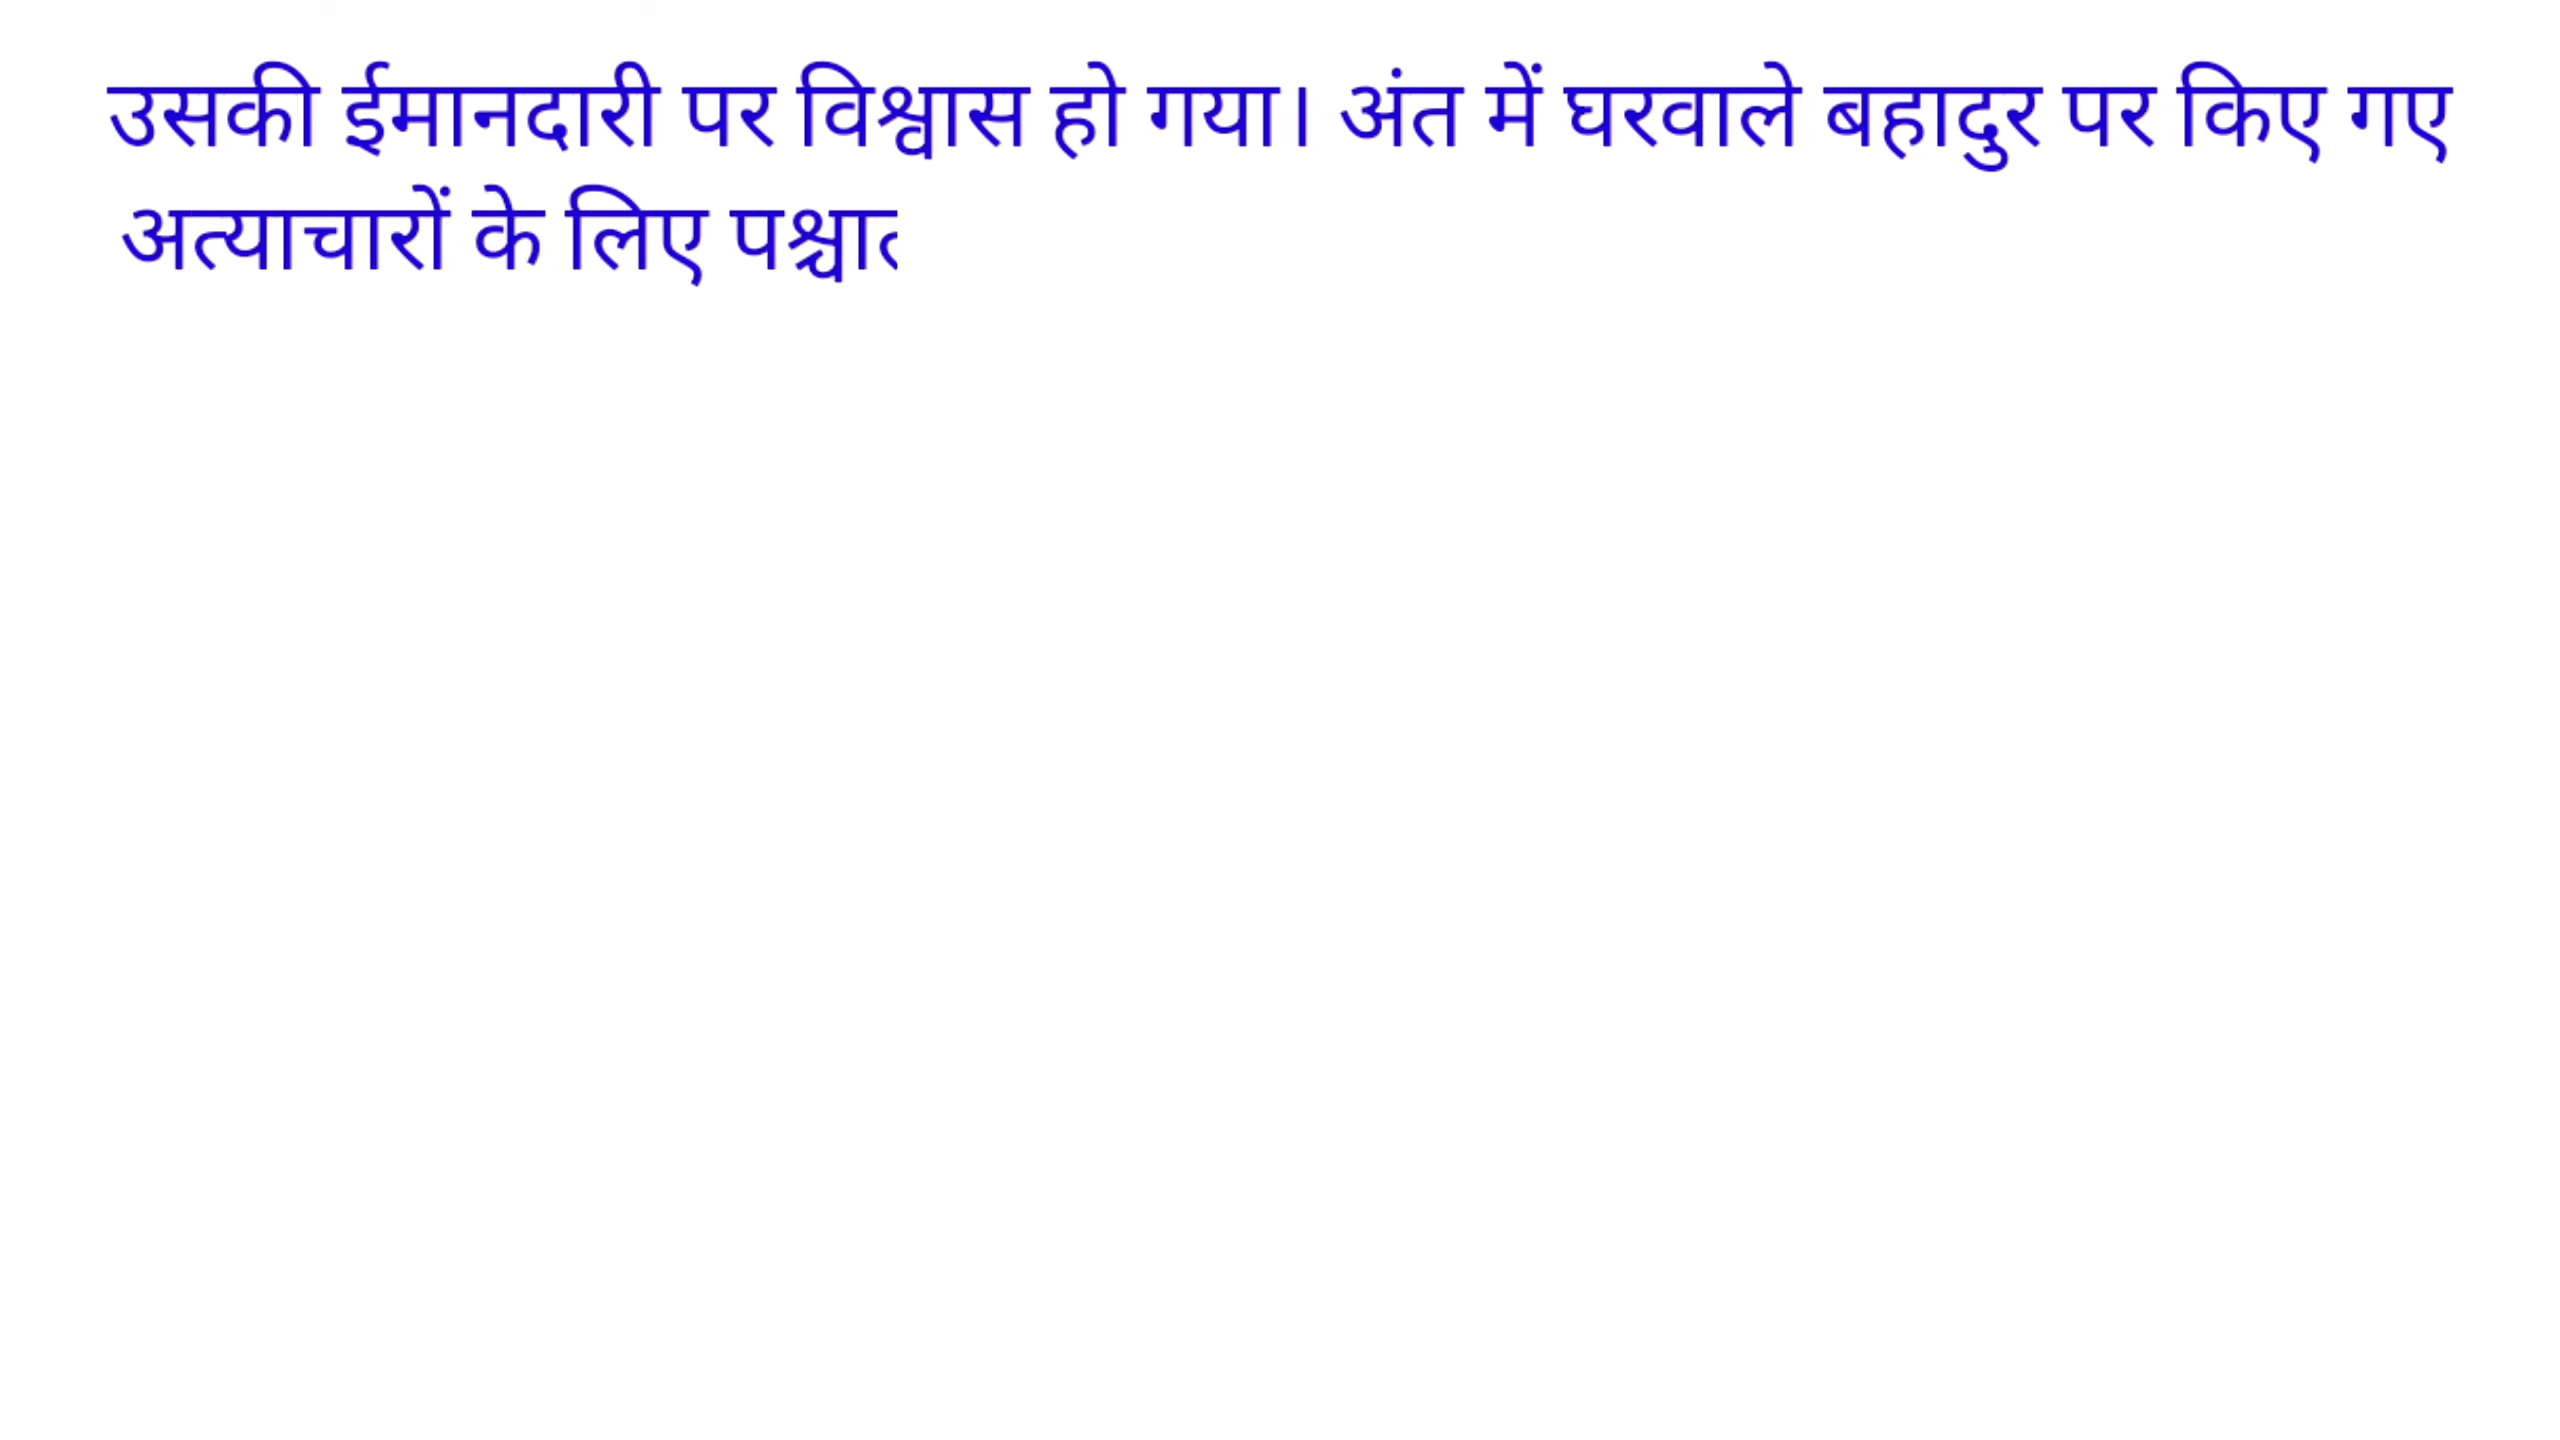 उसकी ईमानदारी पर विश्वास हो गया। अंत में घरवाले बहादुर पर किए गए
अत्याचारों के लिए